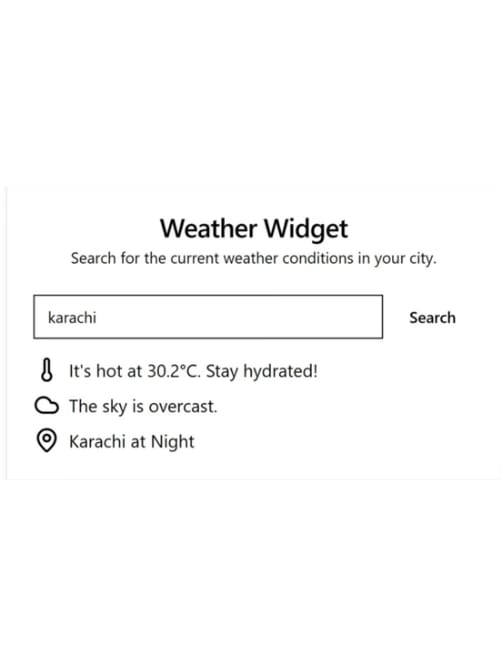 Weather Widget
Search for the current weather conditions in your city.
karachi
Search
It's hot at 30.2°C. Stay hydrated!
The sky is overcast.
Karachi at Night